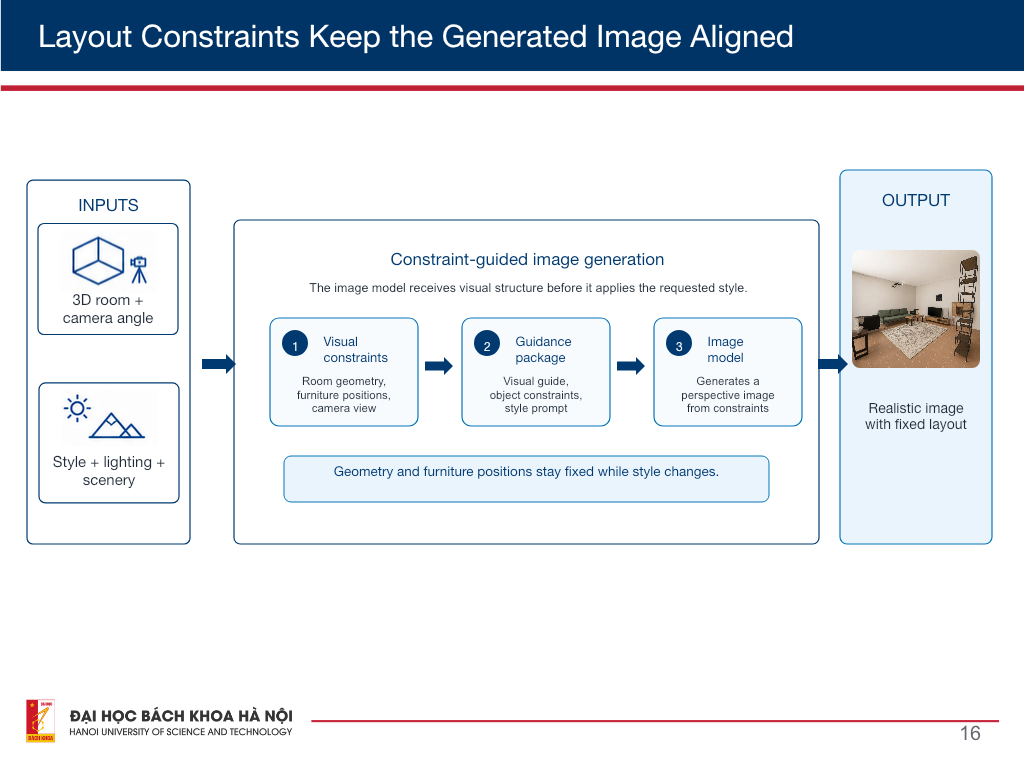 Layout Constraints Keep the Generated Image Aligned
INPUTS
3D room +
camera angle
Style + lighting +
scenery
Constraint-guided image generation
The image model receives visual structure before it applies the requested style.
1
Visual
constraints
Room geometry,
furniture positions,
camera view
2
Guidance
package
Visual guide,
object constraints,
style prompt
3
Image
model
Generates a
perspective image
from constraints
Geometry and furniture positions stay fixed while style changes.
OUTPUT
Realistic image
with fixed layout
ĐẠI HỌC
BÁCH KHOA
ĐẠI HỌC BÁCH KHOA HÀ NỘI
HANOI UNIVERSITY OF SCIENCE AND TECHNOLOGY
16